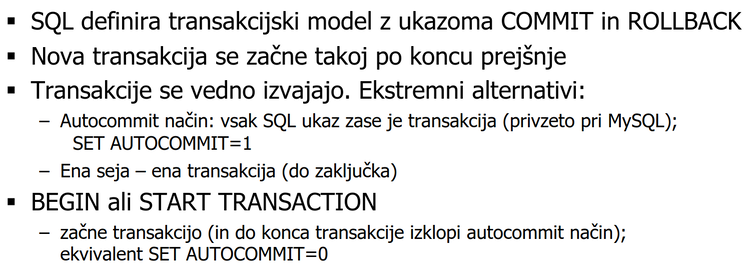 ▪ SQL definira transakcijski model z ukazoma COMMIT in ROLLBACK
▪ Nova transakcija se začne takoj po koncu prejšnje
▪ Transakcije se vedno izvajajo. Ekstremni alternativi:
– Autocommit način: vsak SQL ukaz zase je transakcija (privzeto pri MySQL);
SET AUTOCOMMIT=1
– Ena seja – ena transakcija (do zaključka)
▪ BEGIN ali START TRANSACTION
– začne transakcijo (in do konca transakcije izklopi autocommit način);
ekvivalent SET AUTOCOMMIT=0